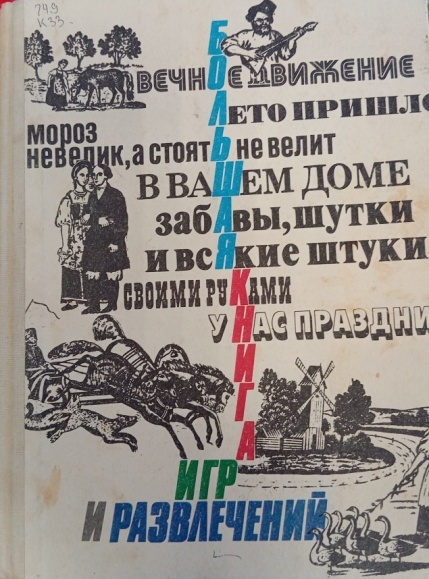 749
К 33
ВЕЧНОЕ ДВИЖЕНИЕ
ЛЕТО ПРИШЛО
МОРОЗ
НЕВЕЛИК, А СТОЯТЬ НЕ ВЕЛИТ
В ВАШЕМ ДОМЕ
ЗАБАВЫ, ШУТКИ
И ВСЯКИЕ ШТУКИ
СВОИМИ РУКАМИ
У НАС ПРАЗДНИ
БОЛЬШАЯ КНИГА
ИГР
И РАЗВЛЕЧЕНИЙ